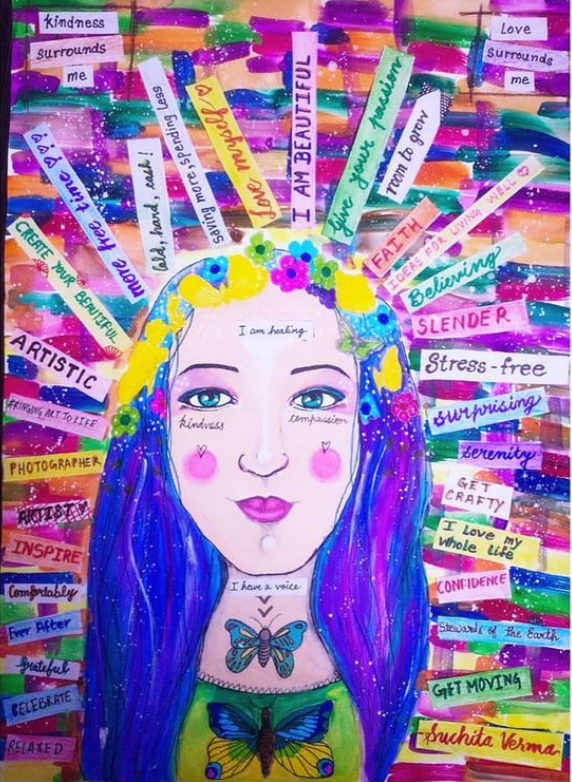 kindness
surrounds
me
Love
surrounds
me
CREATE YOUR BEAUTIFUL
more free time yes!
Cold, hard, cash!
Saving more, spending less
love myself
I AM BEAUTIFUL
Give your passion
room to grow
FAITH
IDEAS FOR LIVING WELL
Believing
SLENDER
Stress-free
Surprising
serenity
GET
CRAFTY
I Love my
whole life
CONFIDENCE
Stewards of the Earth
GET MOVING
Suchita Verma
ARTISTIC
BRINGING ART TO LIFE
PHOTOGRAPHER
ARTIST
INSPIRE
Comfortably
Ever After
grateful
CELEBRATE
RELAXED
I am healing
kindness
compassion
I have a voice